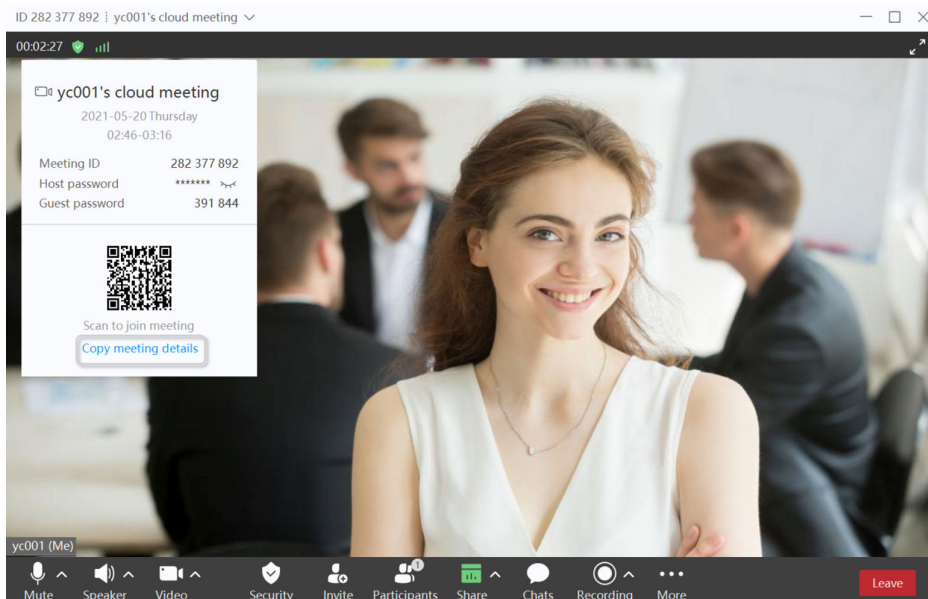 ID 282 377 892 ⋮ yc001's cloud meeting
00:02:27
yc001's cloud meeting
2021-05-20 Thursday
02:46-03:16
Meeting ID 282 377 892
Host password *******
Guest password 391 844
Scan to join meeting
Copy meeting details
yc001 (Me)
1
Mute Speaker Video Security Invite Participants Share Chats Recording More Leave